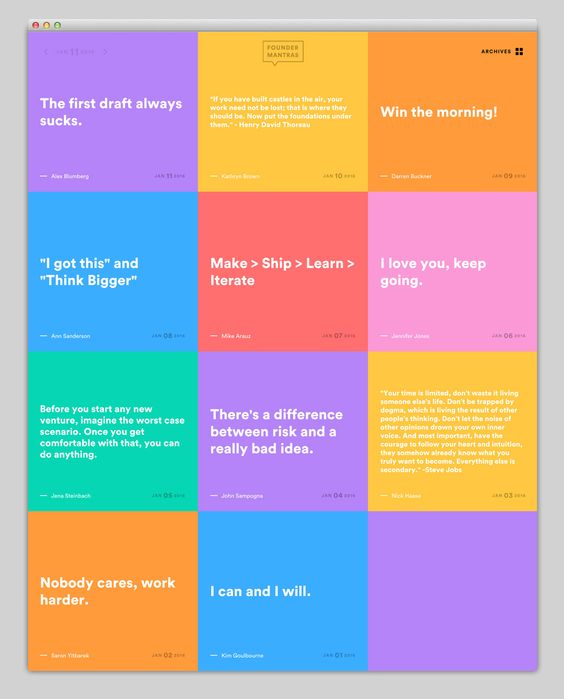 JAN 11 2016
FOUNDER
MANTRAS
ARCHIVES
The first draft always
sucks.
Alex Blumberg
JAN 11 2016
"If you have built castles in the air, your
work need not be lost; that is where they
should be. Now put the foundations under
them." - Henry David Thoreau
Kathryn Brown
JAN 10 2016
Win the morning!
Darren Buckner
JAN 09 2016
"I got this" and
"Think Bigger"
Ann Sanderson
JAN 08 2016
Make > Ship > Learn >
Iterate
Mike Arauz
JAN 07 2016
I love you, keep
going.
Jennifer Jones
JAN 06 2016
Before you start any new
venture, imagine the worst case
scenario. Once you get
comfortable with that, you can
do anything.
Jena Steinbach
JAN 05 2016
There's a difference
between risk and a
really bad idea.
John Sampogna
JAN 04 2016
"Your time is limited, don't waste it living
someone else's life. Don't be trapped by
dogma, which is living the result of other
people's thinking. Don't let the noise of
other opinions drown your own inner
voice. And most important, have the
courage to follow your heart and intuition,
they somehow already know what you
truly want to become. Everything else is
secondary." -Steve Jobs
Nick Haase
JAN 03 2016
Nobody cares, work
harder.
Saron Yitbarek
JAN 02 2016
I can and I will.
Kim Goulbourne
JAN 01 2016